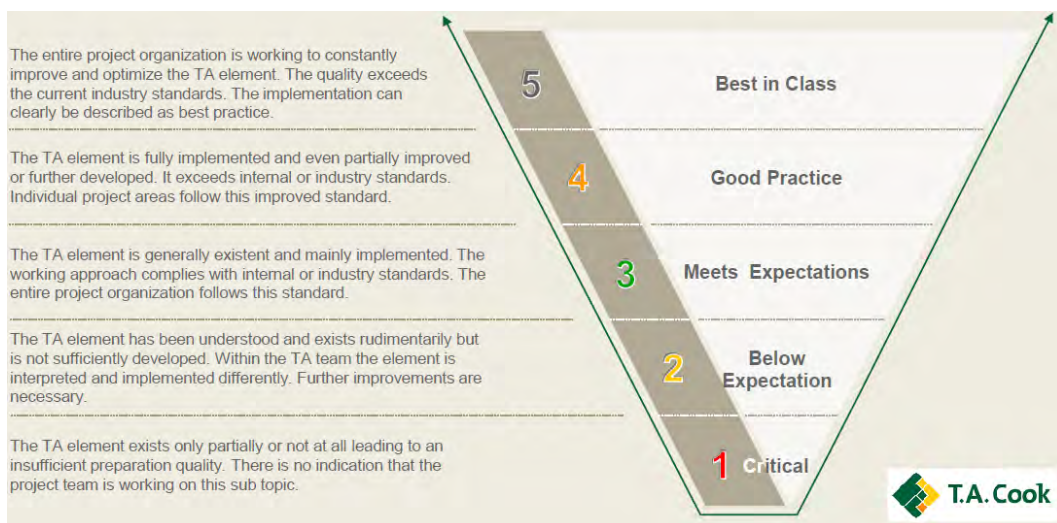 The entire project organization is working to constantly
improve and optimize the TA element. The quality exceeds
the current industry standards. The implementation can
clearly be described as best practice.
5
Best in Class
The TA element is fully implemented and even partially improved
or further developed. It exceeds internal or industry standards.
Individual project areas follow this improved standard.
4
Good Practice
The TA element is generally existent and mainly implemented. The
working approach complies with internal or industry standards. The
entire project organization follows this standard.
3
Meets Expectations
The TA element has been understood and exists rudimentarily but
is not sufficiently developed. Within the TA team the element is
interpreted and implemented differently. Further improvements are
necessary.
2
Below
Expectation
The TA element exists only partially or not at all leading to an
insufficient preparation quality. There is no indication that the
project team is working on this sub topic.
1
Critical
T.A. Cook